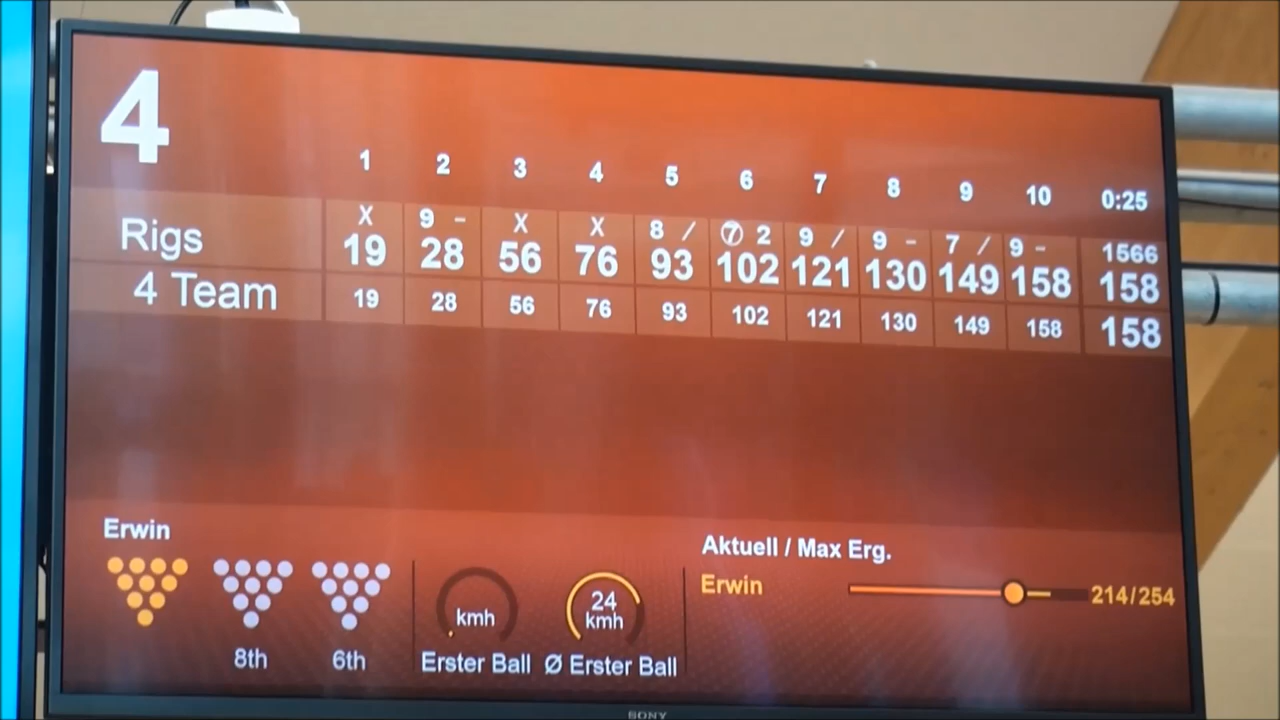 4
1 2 3 4 5 6 7 8 9 10 0:25
X 9 - X X 8 / ⑦ 2 9 / 9 - 7 / 9 - 1566
Rigs 19 28 56 76 93 102 121 130 149 158 158
4 Team 19 28 56 76 93 102 121 130 149 158 158
Erwin
8th
6th
kmh
Erster Ball
24
kmh
Ø Erster Ball
Aktuell / Max Erg.
Erwin 214/254
SONY